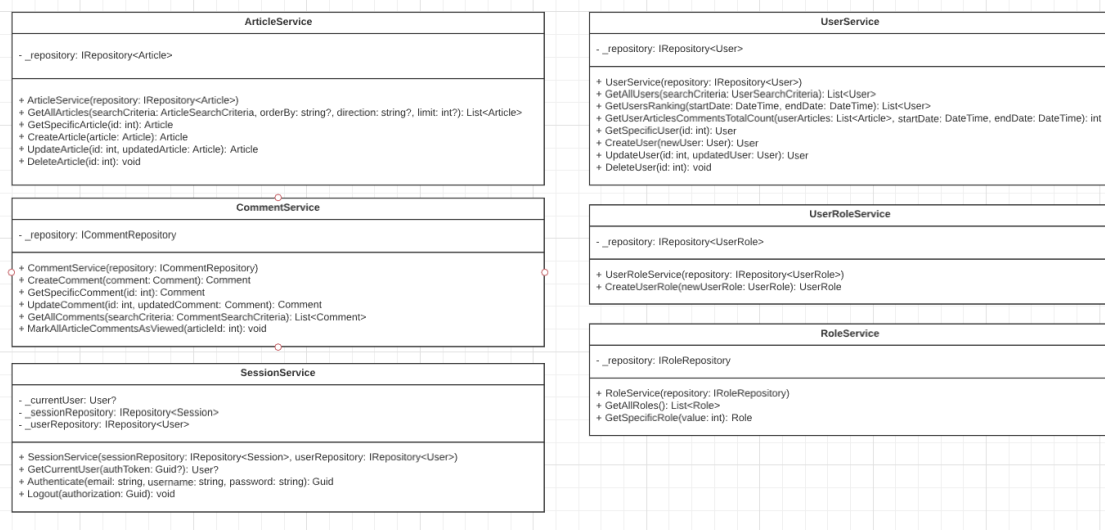 ArticleService
- _repository: IRepository<Article>
+ ArticleService(repository: IRepository<Article>)
+ GetAllArticles(searchCriteria: ArticleSearchCriteria, orderBy: string?, direction: string?, limit: int?): List<Article>
+ GetSpecificArticle(id: int): Article
+ CreateArticle(article: Article): Article
+ UpdateArticle(id: int, updatedArticle: Article): Article
+ DeleteArticle(id: int): void
CommentService
- _repository: ICommentRepository
+ CommentService(repository: ICommentRepository)
+ CreateComment(comment: Comment): Comment
+ GetSpecificComment(id: int): Comment
+ UpdateComment(id: int, updatedComment: Comment): Comment
+ GetAllComments(searchCriteria: CommentSearchCriteria): List<Comment>
+ MarkAllArticleCommentsAsViewed(articleId: int): void
SessionService
- _currentUser: User?
- _sessionRepository: IRepository<Session>
- _userRepository: IRepository<User>
+ SessionService(sessionRepository: IRepository<Session>, userRepository: IRepository<User>)
+ GetCurrentUser(authToken: Guid?): User?
+ Authenticate(email: string, username: string, password: string): Guid
+ Logout(authorization: Guid): void
UserService
- _repository: IRepository<User>
+ UserService(repository: IRepository<User>)
+ GetAllUsers(searchCriteria: UserSearchCriteria): List<User>
+ GetUsersRanking(startDate: DateTime, endDate: DateTime): List<User>
+ GetUserArticlesCommentsTotalCount(userArticles: List<Article>, startDate: DateTime, endDate: DateTime): int
+ GetSpecificUser(id: int): User
+ CreateUser(newUser: User): User
+ UpdateUser(id: int, updatedUser: User): User
+ DeleteUser(id: int): void
UserRoleService
- _repository: IRepository<UserRole>
+ UserRoleService(repository: IRepository<UserRole>)
+ CreateUserRole(newUserRole: UserRole): UserRole
RoleService
- _repository: IRoleRepository
+ RoleService(repository: IRoleRepository)
+ GetAllRoles(): List<Role>
+ GetSpecificRole(value: int): Role